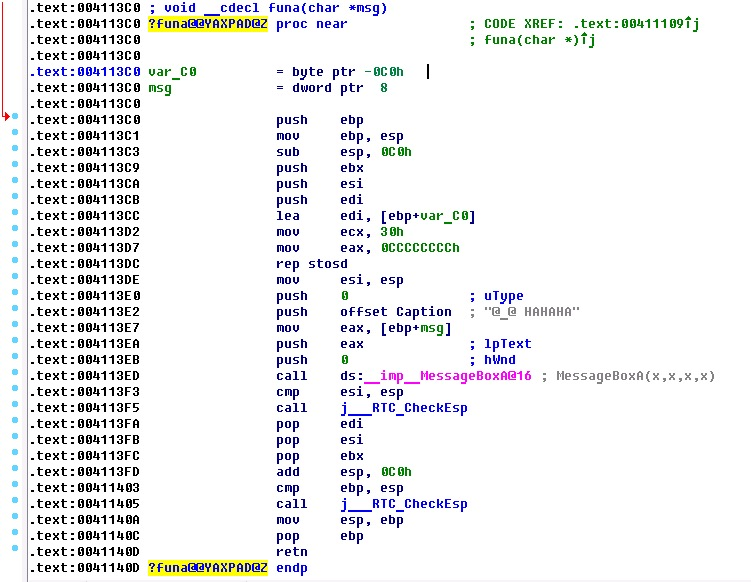 .text:004113C0 ; void __cdecl funa(char *msg)
.text:004113C0 ?funa@@YAXPAD@Z proc near ; CODE XREF: .text:00411109↑j
.text:004113C0 ; funa(char *)↑j
.text:004113C0
.text:004113C0 var_C0 = byte ptr -0C0h
.text:004113C0 msg = dword ptr 8
.text:004113C0
.text:004113C0 push ebp
.text:004113C1 mov ebp, esp
.text:004113C3 sub esp, 0C0h
.text:004113C9 push ebx
.text:004113CA push esi
.text:004113CB push edi
.text:004113CC lea edi, [ebp+var_C0]
.text:004113D2 mov ecx, 30h
.text:004113D7 mov eax, 0CCCCCCCCh
.text:004113DC rep stosd
.text:004113DE mov esi, esp
.text:004113E0 push 0 ; uType
.text:004113E2 push offset Caption ; "@_@ HAHAHA"
.text:004113E7 mov eax, [ebp+msg]
.text:004113EA push eax ; lpText
.text:004113EB push 0 ; hWnd
.text:004113ED call ds:__imp__MessageBoxA@16 ; MessageBoxA(x,x,x,x)
.text:004113F3 cmp esi, esp
.text:004113F5 call j___RTC_CheckEsp
.text:004113FA pop edi
.text:004113FB pop esi
.text:004113FC pop ebx
.text:004113FD add esp, 0C0h
.text:00411403 cmp ebp, esp
.text:00411405 call j___RTC_CheckEsp
.text:0041140A mov esp, ebp
.text:0041140C pop ebp
.text:0041140D retn
.text:0041140D ?funa@@YAXPAD@Z endp